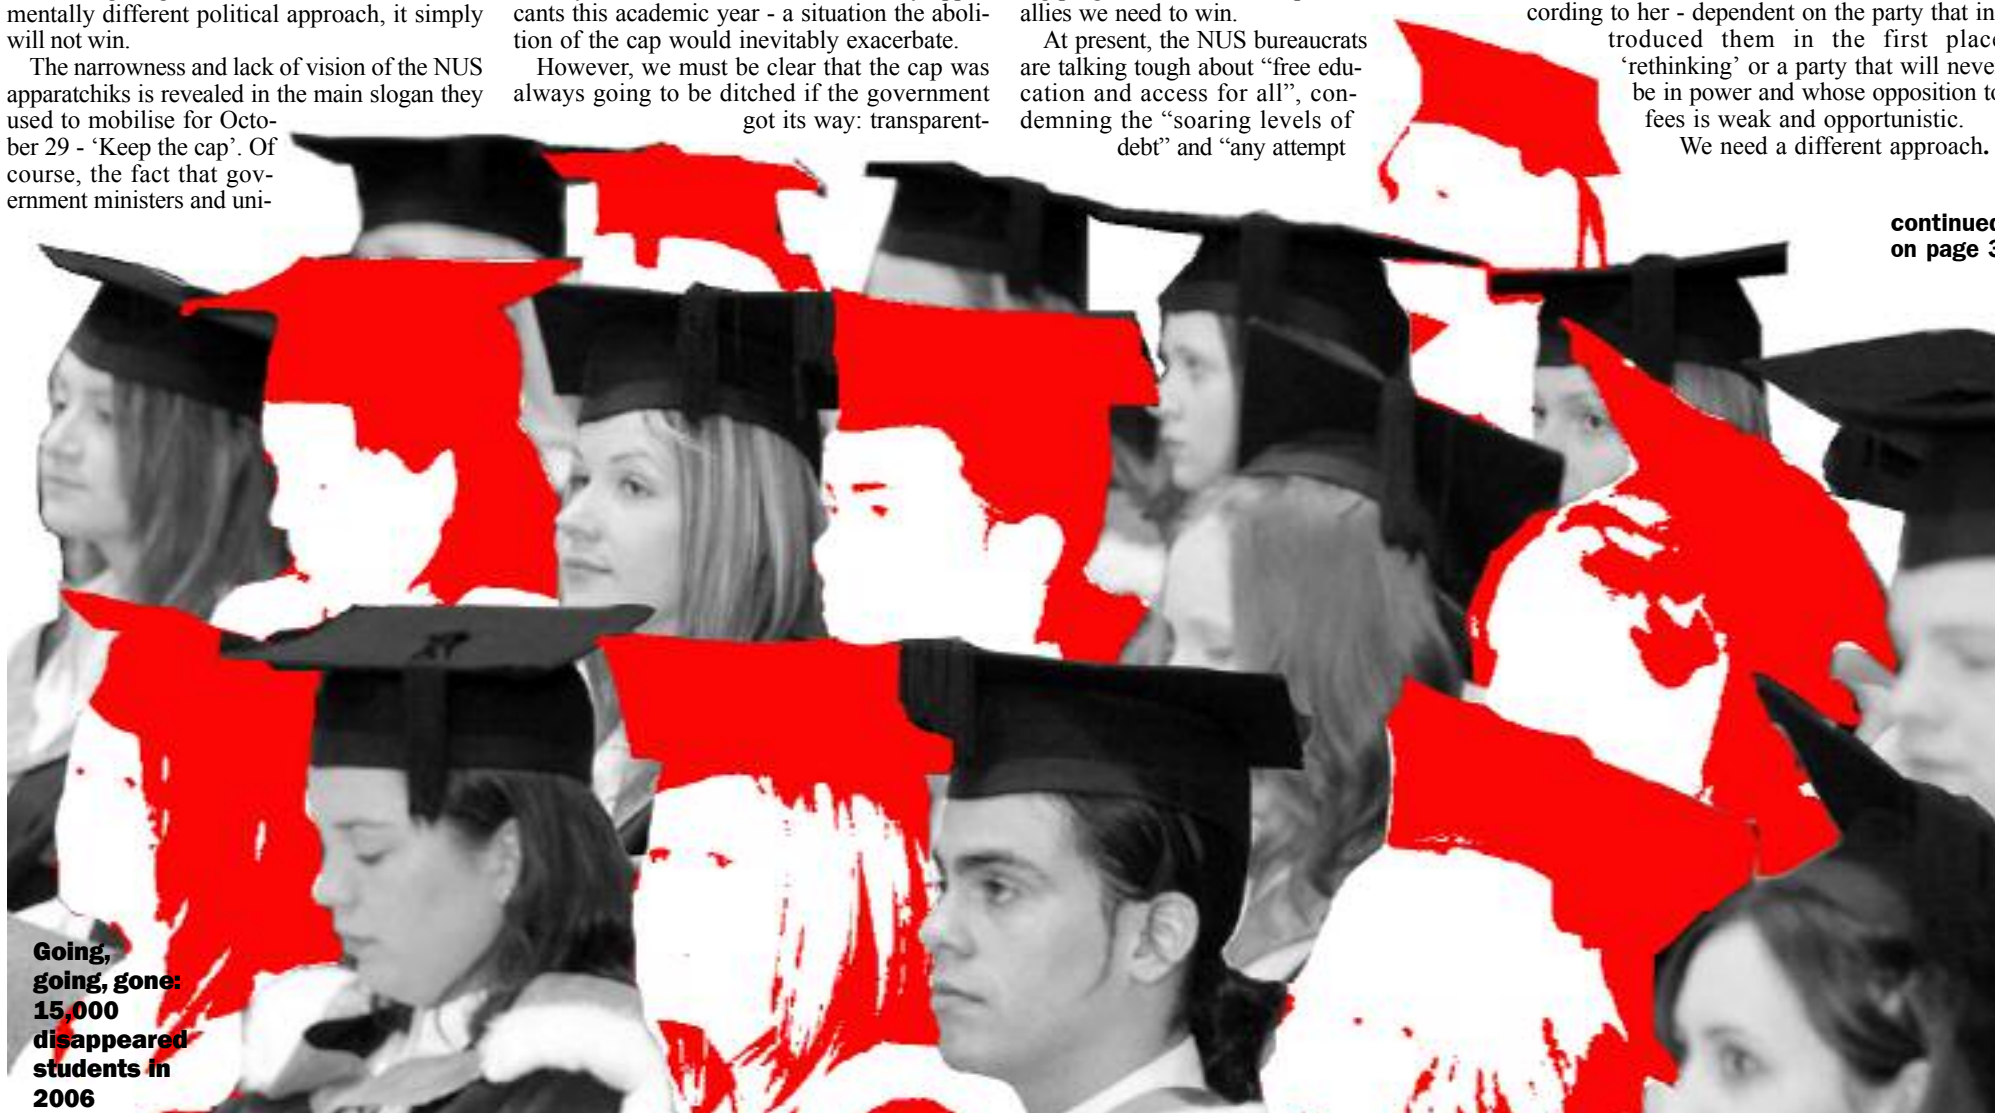 mentally different political approach, it simply
will not win.
The narrowness and lack of vision of the NUS
apparatchiks is revealed in the main slogan they
used to mobilise for Octo-
ber 29 - ‘Keep the cap’. Of
course, the fact that gov-
ernment ministers and uni-
cants this academic year - a situation the aboli-
tion of the cap would inevitably exacerbate.
However, we must be clear that the cap was
always going to be ditched if the government
got its way: transparent-
allies we need to win.
At present, the NUS bureaucrats
are talking tough about “free edu-
cation and access for all”, con-
demning the “soaring levels of
debt” and “any attempt
cording to her - dependent on the party that in
troduced them in the first place
‘rethinking’ or a party that will neve
be in power and whose opposition to
fees is weak and opportunistic.
We need a different approach.
continued
on page 3
Going,
going, gone:
15,000
disappeared
students in
2006